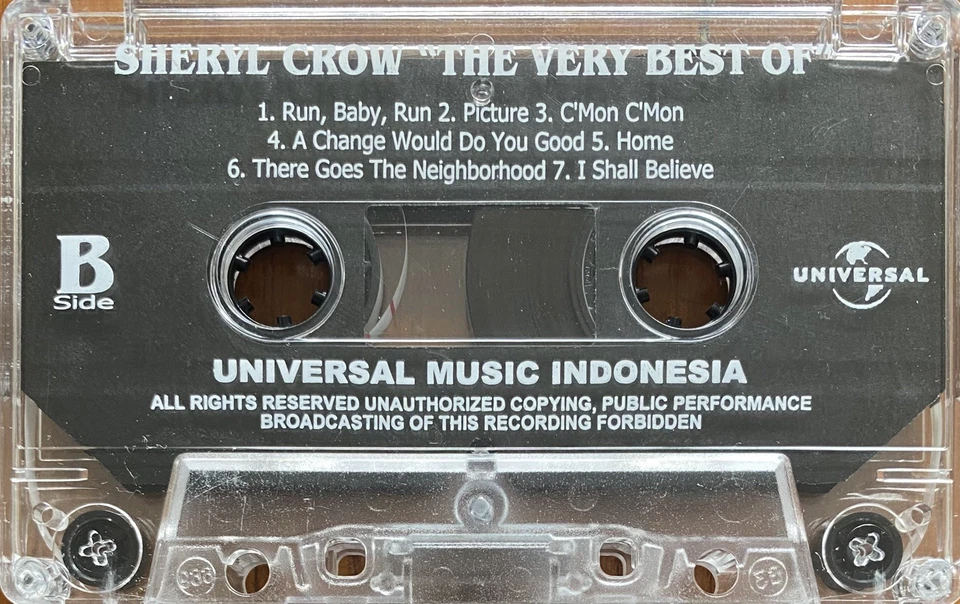 SHERYL CROW "THE VERY BEST OF"
1. Run, Baby, Run 2. Picture 3. C'Mon C'Mon
4. A Change Would Do You Good 5. Home
6. There Goes The Neighborhood 7. I Shall Believe
B
Side
UNIVERSAL
UNIVERSAL MUSIC INDONESIA
ALL RIGHTS RESERVED UNAUTHORIZED COPYING, PUBLIC PERFORMANCE
BROADCASTING OF THIS RECORDING FORBIDDEN